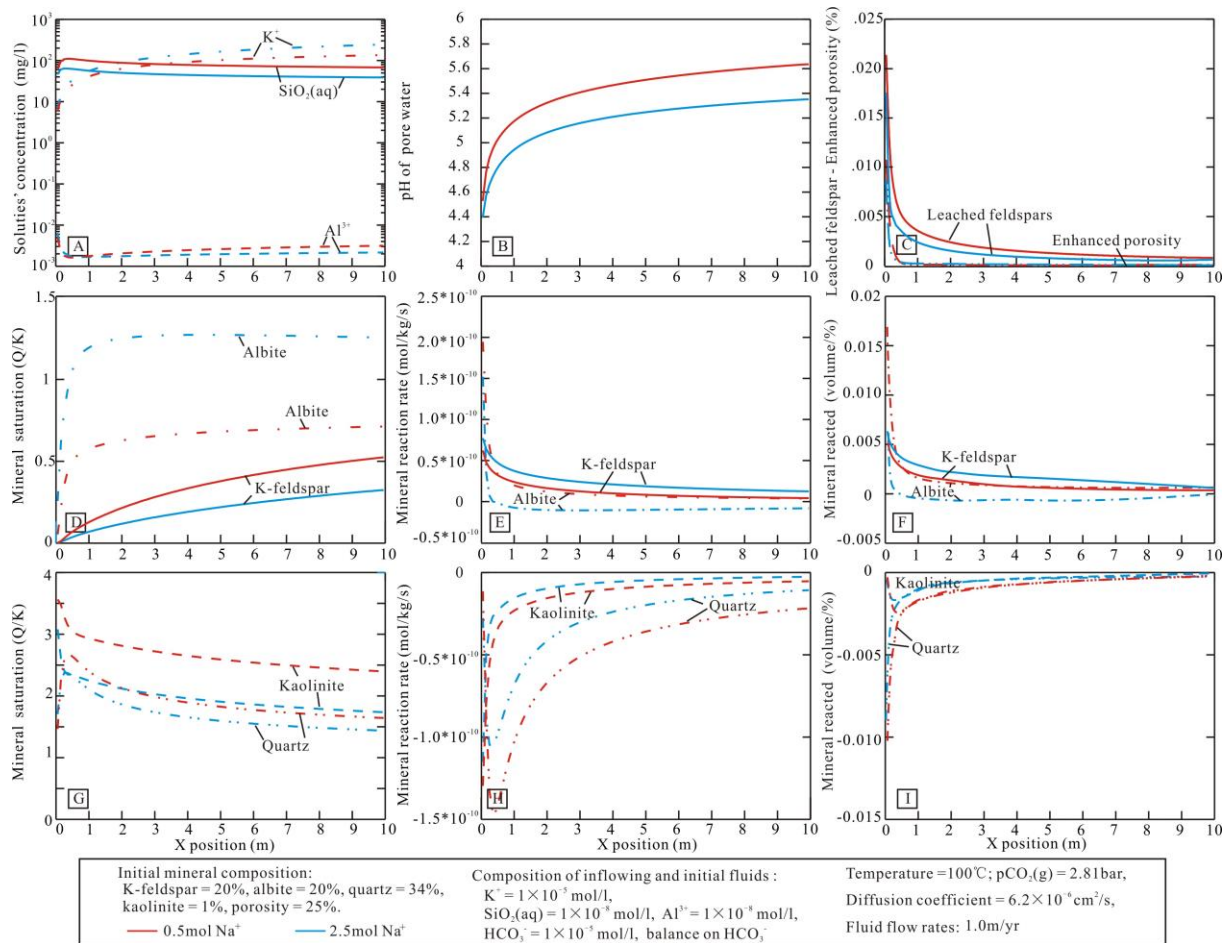 Soluties' concentration (mg/l)
10³
10²
10¹
10⁰
10⁻¹
10⁻²
10⁻³
K⁺
SiO₂(aq)
Al³⁺
A
0 1 2 3 4 5 6 7 8 9 10
pH of pore water
6
5.8
5.6
5.4
5.2
5
4.8
4.6
4.4
4.2
4
B
0 1 2 3 4 5 6 7 8 9 10
Leached feldspar - Enhanced porosity (%)
.025
.020
.015
.010
.005
0
Leached feldspars
Enhanced porosity
C
0 1 2 3 4 5 6 7 8 9 10
Mineral saturation (Q/K)
1.5
1
0.5
0
Albite
Albite
K-feldspar
D
0 1 2 3 4 5 6 7 8 9 10
Mineral reaction rate (mol/kg/s)
2.5*10⁻¹⁰
2.0*10⁻¹⁰
1.5*10⁻¹⁰
1.0*10⁻¹⁰
0.5*10⁻¹⁰
0
-0.5*10⁻¹⁰
K-feldspar
Albite
E
0 1 2 3 4 5 6 7 8 9 10
Mineral reacted (volume/%)
0.02
0.015
0.010
0.005
0
-0.005
K-feldspar
Albite
F
0 1 2 3 4 5 6 7 8 9 10
Mineral saturation (Q/K)
4
3
2
1
0
Kaolinite
Quartz
G
0 1 2 3 4 5 6 7 8 9 10
X position (m)
Mineral reaction rate (mol/kg/s)
0
-0.5*10⁻¹⁰
-1.0*10⁻¹⁰
-1.5*10⁻¹⁰
Kaolinite
Quartz
H
0 1 2 3 4 5 6 7 8 9 10
X position (m)
Mineral reacted (volume/%)
0
-0.005
-0.010
-0.015
Kaolinite
Quartz
I
0 1 2 3 4 5 6 7 8 9 10
X position (m)
Initial mineral composition:
K-feldspar = 20%, albite = 20%, quartz = 34%,
kaolinite = 1%, porosity = 25%.
0.5mol Na⁺ 2.5mol Na⁺
Composition of inflowing and initial fluids :
K⁺ = 1×10⁻⁵ mol/l,
SiO₂(aq) = 1×10⁻⁸ mol/l, Al³⁺ = 1×10⁻⁸ mol/l,
HCO₃⁻ = 1×10⁻⁵ mol/l, balance on HCO₃⁻
Temperature =100℃; pCO₂(g) = 2.81bar,
Diffusion coefficient = 6.2×10⁻⁶cm²/s,
Fluid flow rates: 1.0m/yr